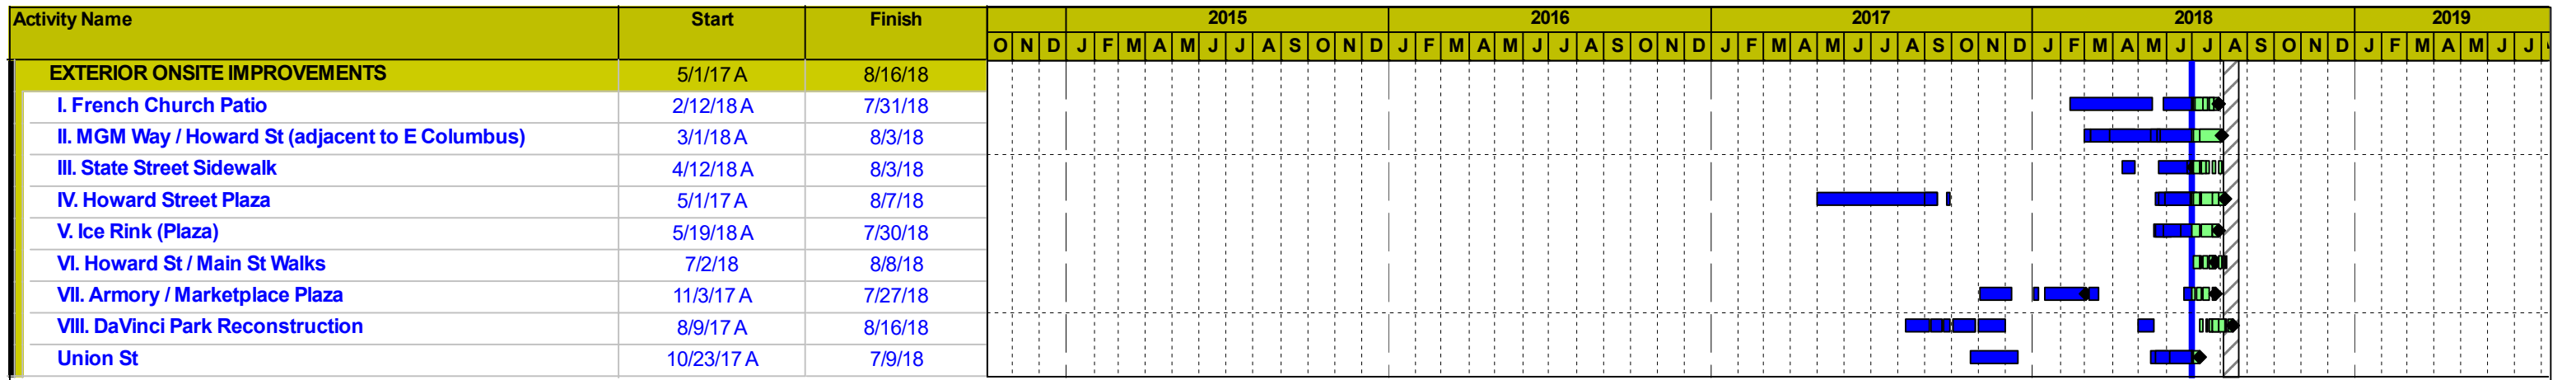 Activity Name Start Finish 2015 2016 2017 2018 2019
O N D J F M A M J J A S O N D J F M A M J J A S O N D J F M A M J J A S O N D J F M A M J J A S O N D J F M A M J J
EXTERIOR ONSITE IMPROVEMENTS 5/1/17 A 8/16/18
I. French Church Patio 2/12/18 A 7/31/18
II. MGM Way / Howard St (adjacent to E Columbus) 3/1/18 A 8/3/18
III. State Street Sidewalk 4/12/18 A 8/3/18
IV. Howard Street Plaza 5/1/17 A 8/7/18
V. Ice Rink (Plaza) 5/19/18 A 7/30/18
VI. Howard St / Main St Walks 7/2/18 8/8/18
VII. Armory / Marketplace Plaza 11/3/17 A 7/27/18
VIII. DaVinci Park Reconstruction 8/9/17 A 8/16/18
Union St 10/23/17 A 7/9/18